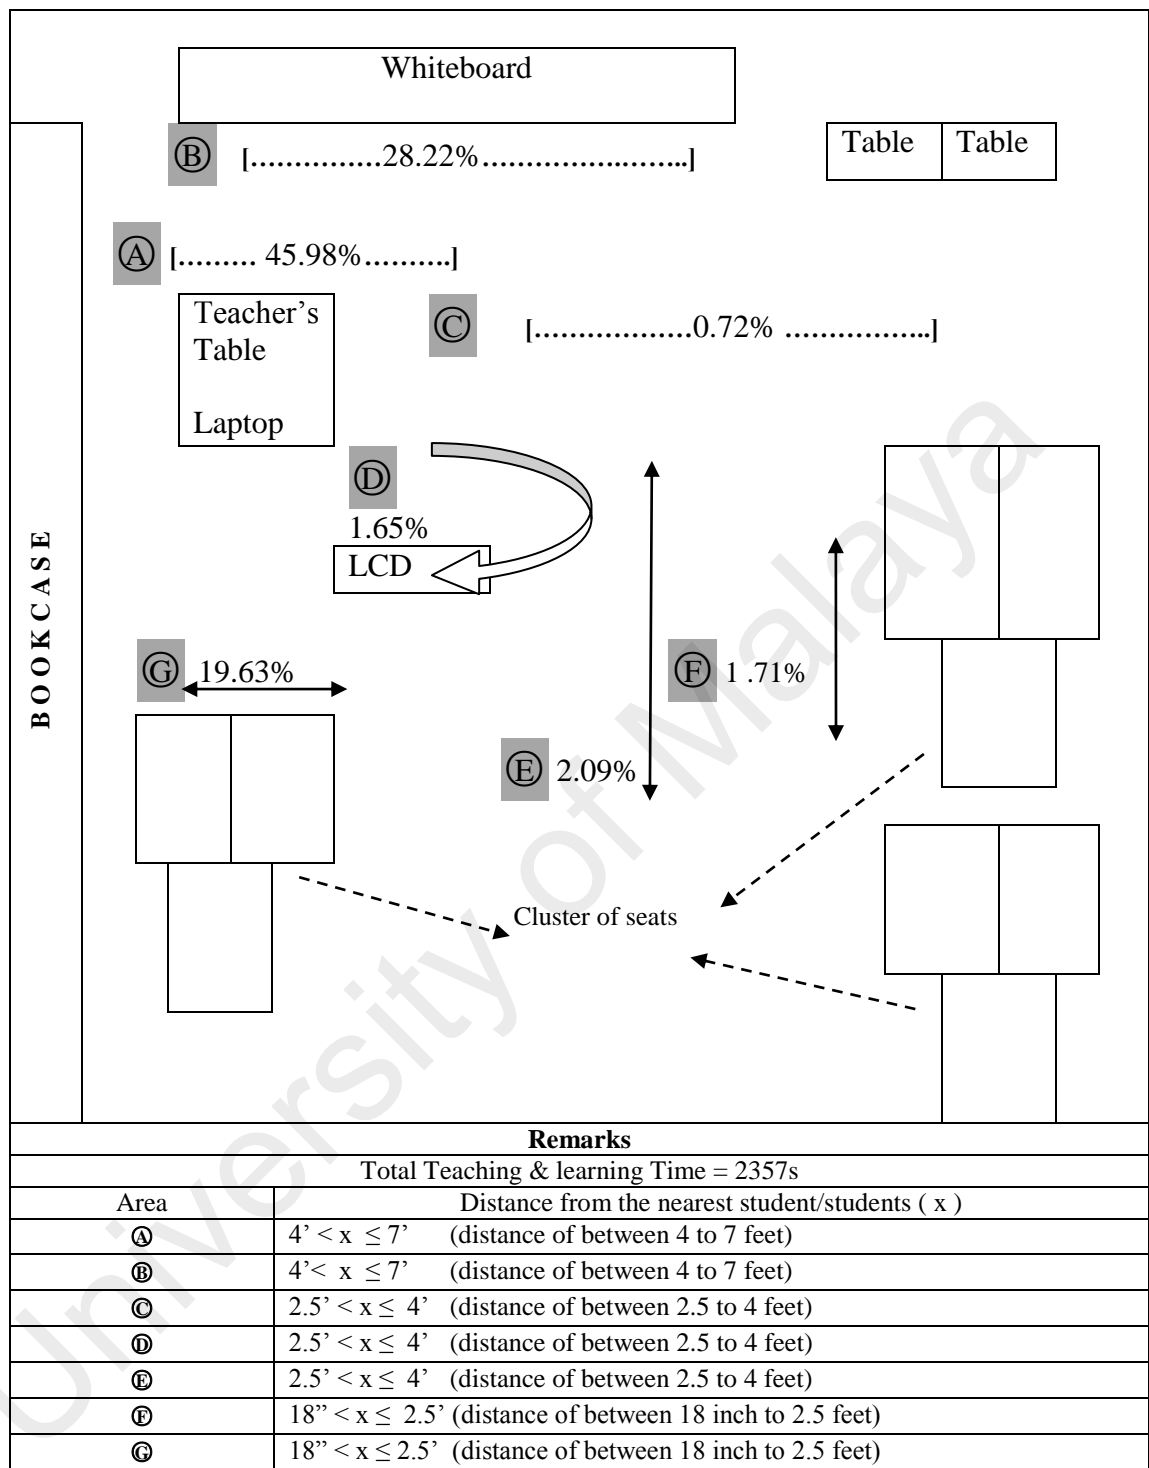 Whiteboard
Ⓑ [……………28.22%…………….……..]
Table Table
Ⓐ [……… 45.98%……….]
Teacher’s
Table
Laptop
Ⓒ [………………0.72% ……………..]
Ⓓ
1.65%
LCD
BOOKCASE
Ⓖ 19.63%
Ⓕ 1 .71%
Ⓔ 2.09%
Cluster of seats
University of Malaya
Remarks
Total Teaching & learning Time = 2357s
Area Distance from the nearest student/students ( x )
Ⓐ 4’ < x ≤ 7’ (distance of between 4 to 7 feet)
Ⓑ 4’< x ≤ 7’ (distance of between 4 to 7 feet)
Ⓒ 2.5’ < x ≤ 4’ (distance of between 2.5 to 4 feet)
Ⓓ 2.5’ < x ≤ 4’ (distance of between 2.5 to 4 feet)
Ⓔ 2.5’ < x ≤ 4’ (distance of between 2.5 to 4 feet)
Ⓕ 18” < x ≤ 2.5’ (distance of between 18 inch to 2.5 feet)
Ⓖ 18” < x ≤ 2.5’ (distance of between 18 inch to 2.5 feet)